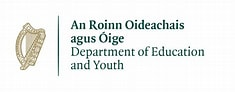 An Roinn Oideachais
agus Óige
Department of Education
and Youth